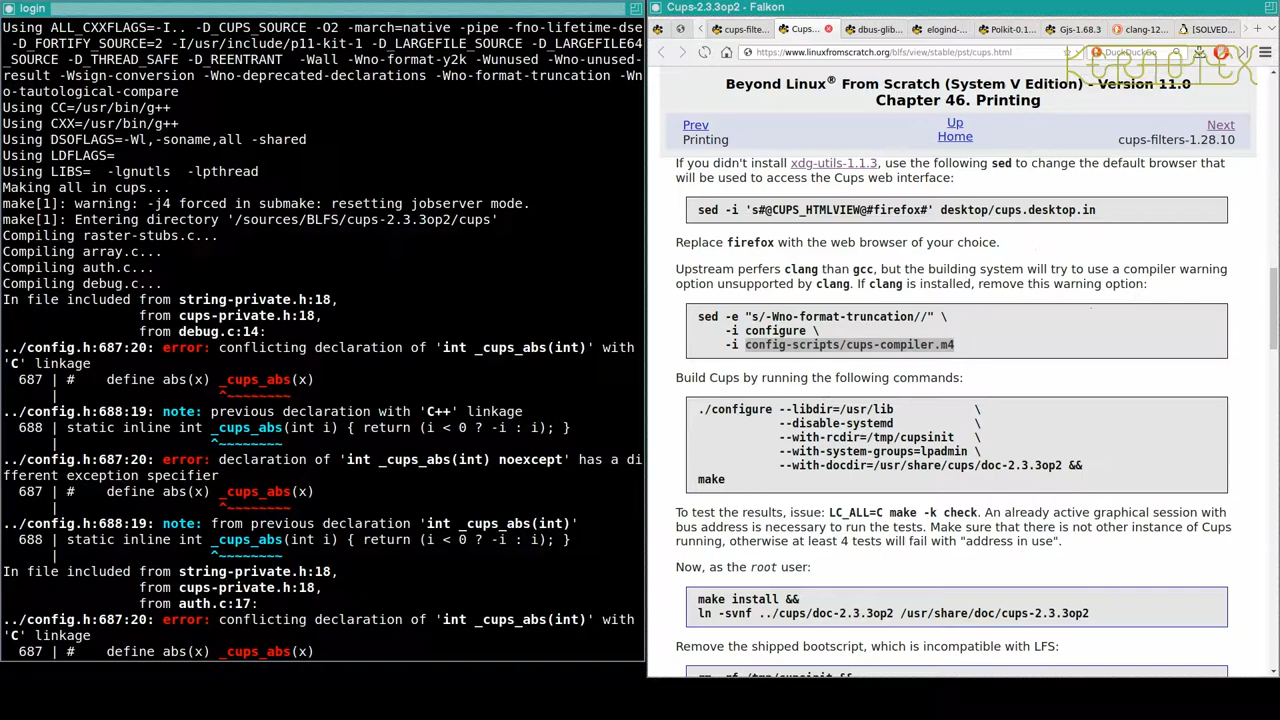 login
Using ALL_CXXFLAGS=-I.. -D_CUPS_SOURCE -O2 -march=native -pipe -fno-lifetime-dse
-D_FORTIFY_SOURCE=2 -I/usr/include/p11-kit-1 -D_LARGEFILE_SOURCE -D_LARGEFILE64
_SOURCE -D_THREAD_SAFE -D_REENTRANT  -Wall -Wno-format-y2k -Wunused -Wno-unused-
result -Wsign-conversion -Wno-deprecated-declarations -Wno-format-truncation -Wn
o-tautological-compare
Using CC=/usr/bin/g++
Using CXX=/usr/bin/g++
Using DSOFLAGS=-Wl,-soname,all -shared
Using LDFLAGS=
Using LIBS=  -lgnutls  -lpthread
Making all in cups...
make[1]: warning: -j4 forced in submake: resetting jobserver mode.
make[1]: Entering directory '/sources/BLFS/cups-2.3.3op2/cups'
Compiling raster-stubs.c...
Compiling array.c...
Compiling auth.c...
Compiling debug.c...
In file included from string-private.h:18,
from cups-private.h:18,
from debug.c:14:
../config.h:687:20: error: conflicting declaration of 'int _cups_abs(int)' with
'C' linkage
687 | #   define abs(x) _cups_abs(x)
|                    ^~~~~~~~~
../config.h:688:19: note: previous declaration with 'C++' linkage
688 | static inline int _cups_abs(int i) { return (i < 0 ? -i : i); }
|                   ^~~~~~~~~
../config.h:687:20: error: declaration of 'int _cups_abs(int) noexcept' has a di
fferent exception specifier
687 | #   define abs(x) _cups_abs(x)
|                    ^~~~~~~~~
../config.h:688:19: note: from previous declaration 'int _cups_abs(int)'
688 | static inline int _cups_abs(int i) { return (i < 0 ? -i : i); }
|                   ^~~~~~~~~
In file included from string-private.h:18,
from cups-private.h:18,
from auth.c:17:
../config.h:687:20: error: conflicting declaration of 'int _cups_abs(int)' with
'C' linkage
687 | #   define abs(x) _cups_abs(x)
Cups-2.3.3op2 - Falkon
cups-filte... Cups... dbus-glib... elogind-... Polkit-0.1... Gjs-1.68.3 clang-12... [SOLVED...
https://www.linuxfromscratch.org/blfs/view/stable/pst/cups.html DuckDuckGo
KERNOTEX
Beyond Linux® From Scratch (System V Edition) - Version 11.0
Chapter 46. Printing
Prev Up Next
Printing Home cups-filters-1.28.10
If you didn't install xdg-utils-1.1.3, use the following sed to change the default browser that
will be used to access the Cups web interface:
sed -i 's#@CUPS_HTMLVIEW@#firefox#' desktop/cups.desktop.in
Replace firefox with the web browser of your choice.
Upstream perfers clang than gcc, but the building system will try to use a compiler warning
option unsupported by clang. If clang is installed, remove this warning option:
sed -e "s/-Wno-format-truncation//" \
-i configure \
-i config-scripts/cups-compiler.m4
Build Cups by running the following commands:
./configure --libdir=/usr/lib            \
--disable-systemd            \
--with-rcdir=/tmp/cupsinit   \
--with-system-groups=lpadmin \
--with-docdir=/usr/share/cups/doc-2.3.3op2 &&
make
To test the results, issue: LC_ALL=C make -k check. An already active graphical session with
bus address is necessary to run the tests. Make sure that there is not other instance of Cups
running, otherwise at least 4 tests will fail with "address in use".
Now, as the root user:
make install &&
ln -svnf ../cups/doc-2.3.3op2 /usr/share/doc/cups-2.3.3op2
Remove the shipped bootscript, which is incompatible with LFS: